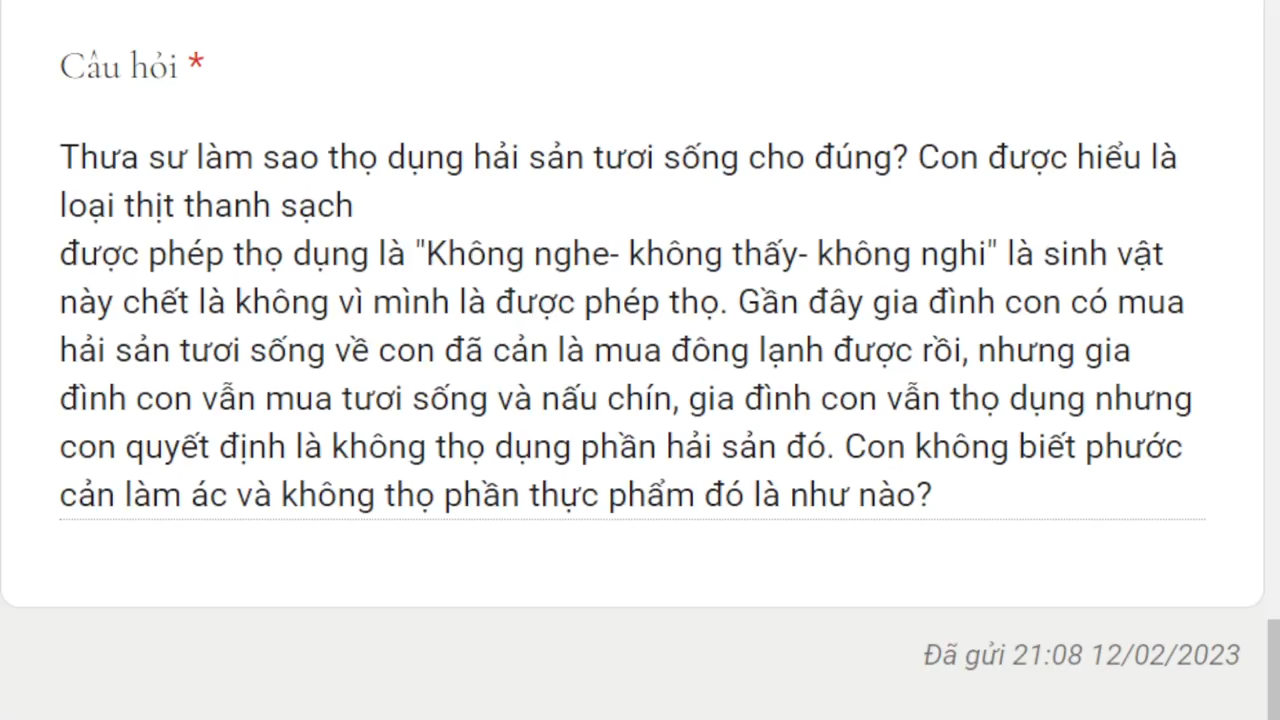 Câu hỏi *
Thưa sư làm sao thọ dụng hải sản tươi sống cho đúng? Con được hiểu là
loại thịt thanh sạch
được phép thọ dụng là "Không nghe- không thấy- không nghi" là sinh vật
này chết là không vì mình là được phép thọ. Gần đây gia đình con có mua
hải sản tươi sống về con đã cản là mua đông lạnh được rồi, nhưng gia
đình con vẫn mua tươi sống và nấu chín, gia đình con vẫn thọ dụng nhưng
con quyết định là không thọ dụng phần hải sản đó. Con không biết phước
cản làm ác và không thọ phần thực phẩm đó là như nào?
Đã gửi 21:08 12/02/2023